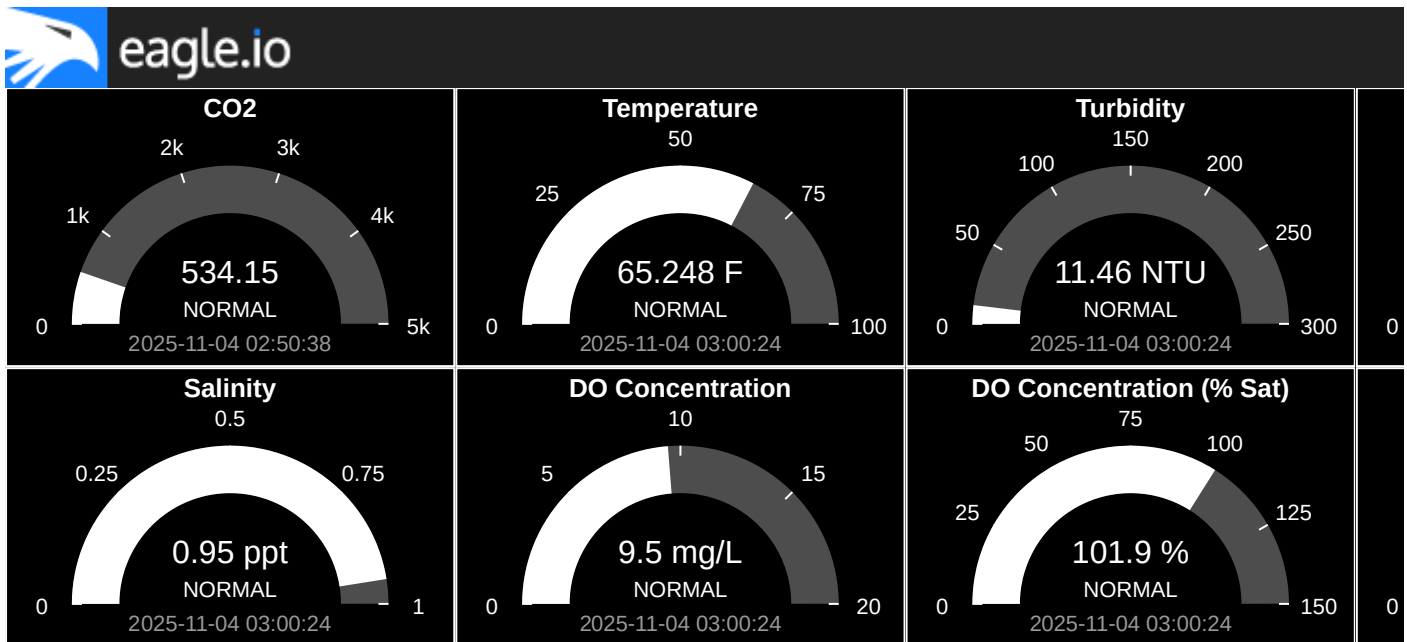 eagle.io
CO2
0
1k
2k
3k
4k
5k
534.15
NORMAL
2025-11-04 02:50:38
Temperature
0
25
50
75
100
65.248 F
NORMAL
2025-11-04 03:00:24
Turbidity
0
50
100
150
200
250
300
11.46 NTU
NORMAL
2025-11-04 03:00:24
0
Salinity
0
0.25
0.5
0.75
1
0.95 ppt
NORMAL
2025-11-04 03:00:24
DO Concentration
0
5
10
15
20
9.5 mg/L
NORMAL
2025-11-04 03:00:24
DO Concentration (% Sat)
0
25
50
75
100
125
150
101.9 %
NORMAL
2025-11-04 03:00:24
0